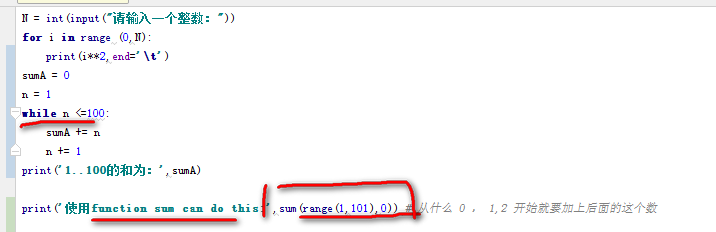 N = int(input("请输入一个整数："))
for i in range (0,N):
print(i**2,end='\t')
sumA = 0
n = 1
while n <=100:
sumA += n
n += 1
print('1..100的和为：',sumA)
print('使用function sum can do this:',sum(range(1,101),0)) # 从什么 0 ， 1,2 开始就要加上后面的这个数